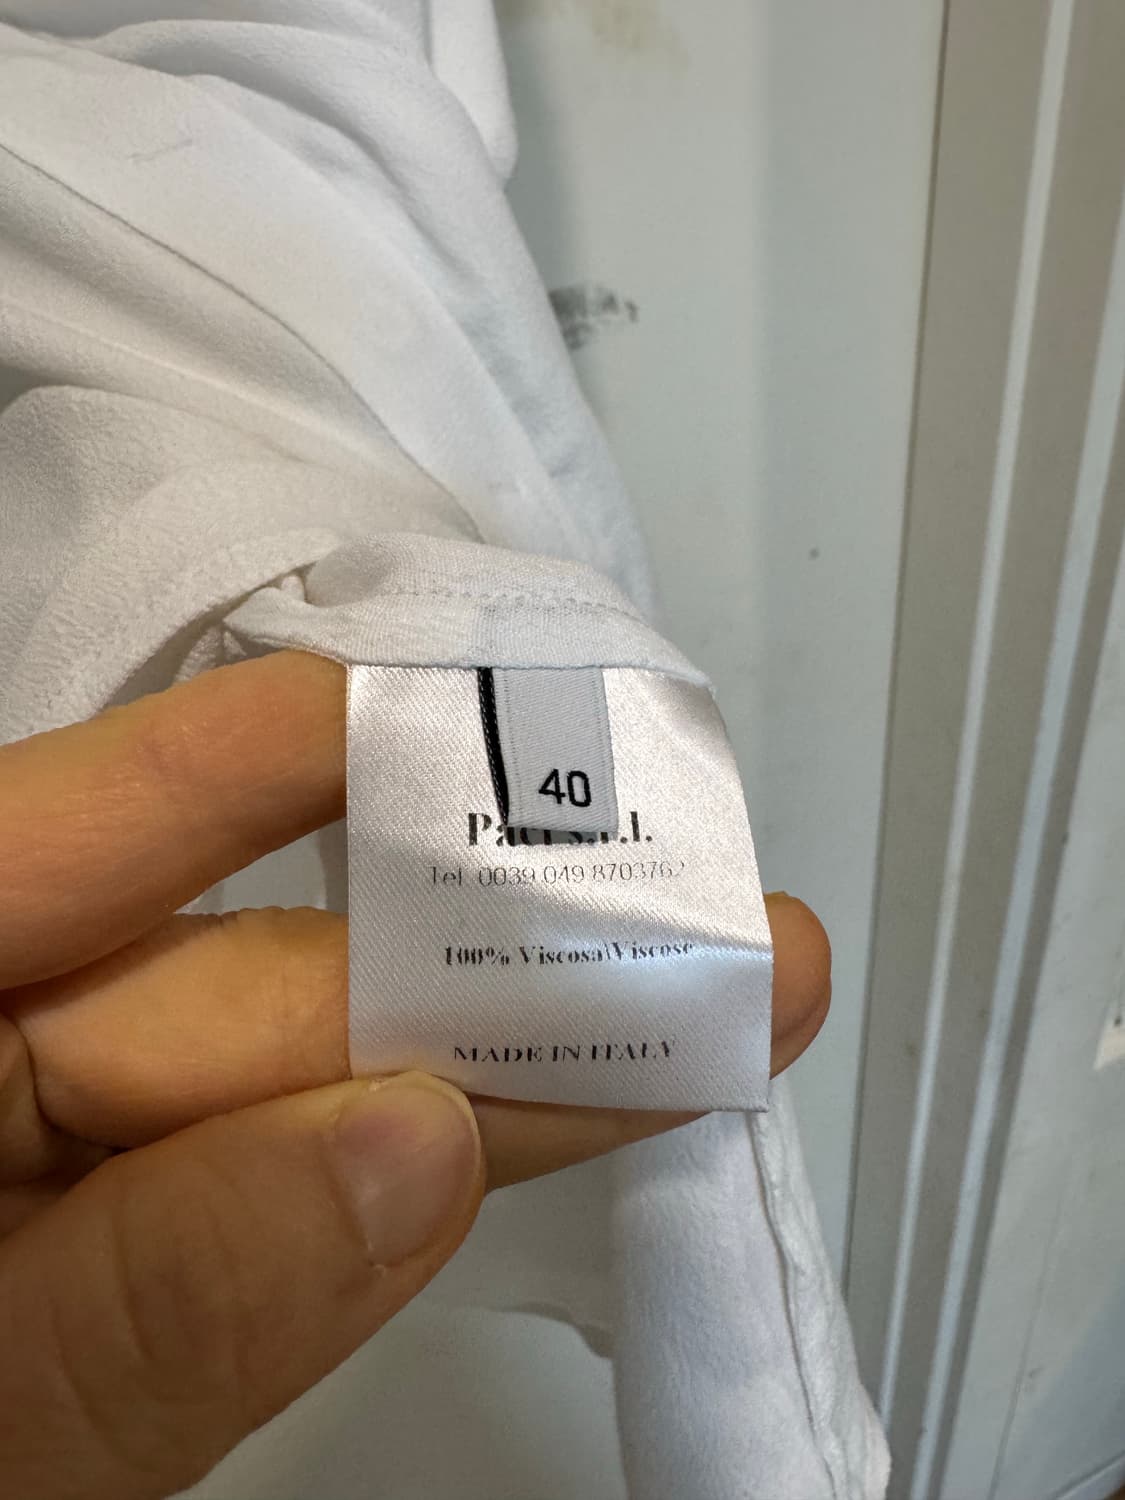 40
s.r.l.
Tel. 0039 049 8703762
100% Viscosa\Viscose
MADE IN ITALY